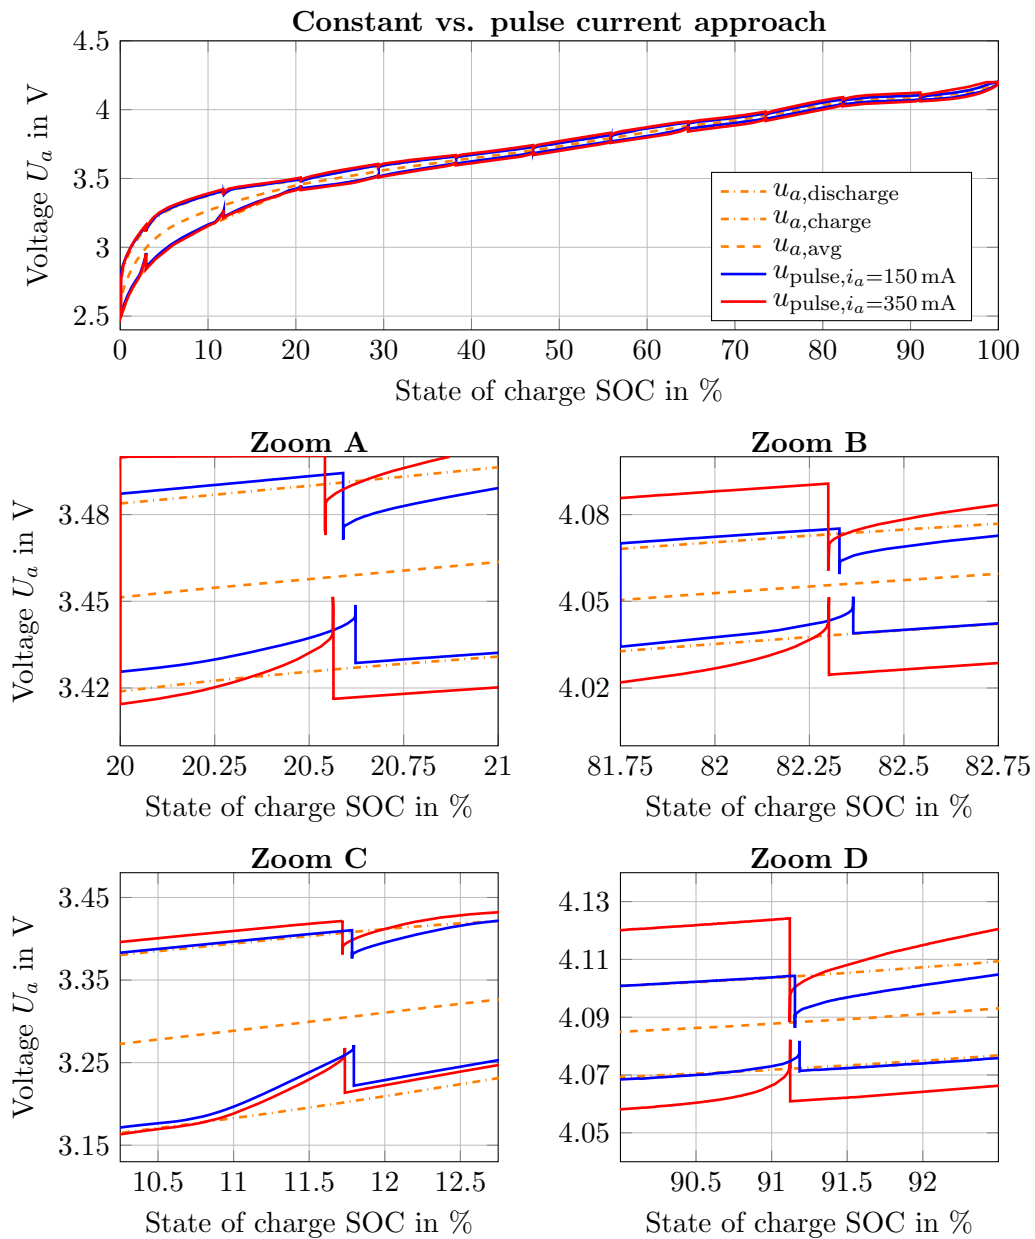 Constant vs. pulse current approach
4.5
4
3.5
3
2.5
Voltage U_a in V
u_a,discharge
u_a,charge
u_a,avg
u_pulse,i_a=150 mA
u_pulse,i_a=350 mA
0 10 20 30 40 50 60 70 80 90 100
State of charge SOC in %
Zoom A
3.48
3.45
3.42
Voltage U_a in V
20 20.25 20.5 20.75 21
State of charge SOC in %
Zoom B
4.08
4.05
4.02
81.75 82 82.25 82.5 82.75
State of charge SOC in %
Zoom C
3.45
3.35
3.25
3.15
Voltage U_a in V
10.5 11 11.5 12 12.5
State of charge SOC in %
Zoom D
4.13
4.11
4.09
4.07
4.05
90.5 91 91.5 92
State of charge SOC in %